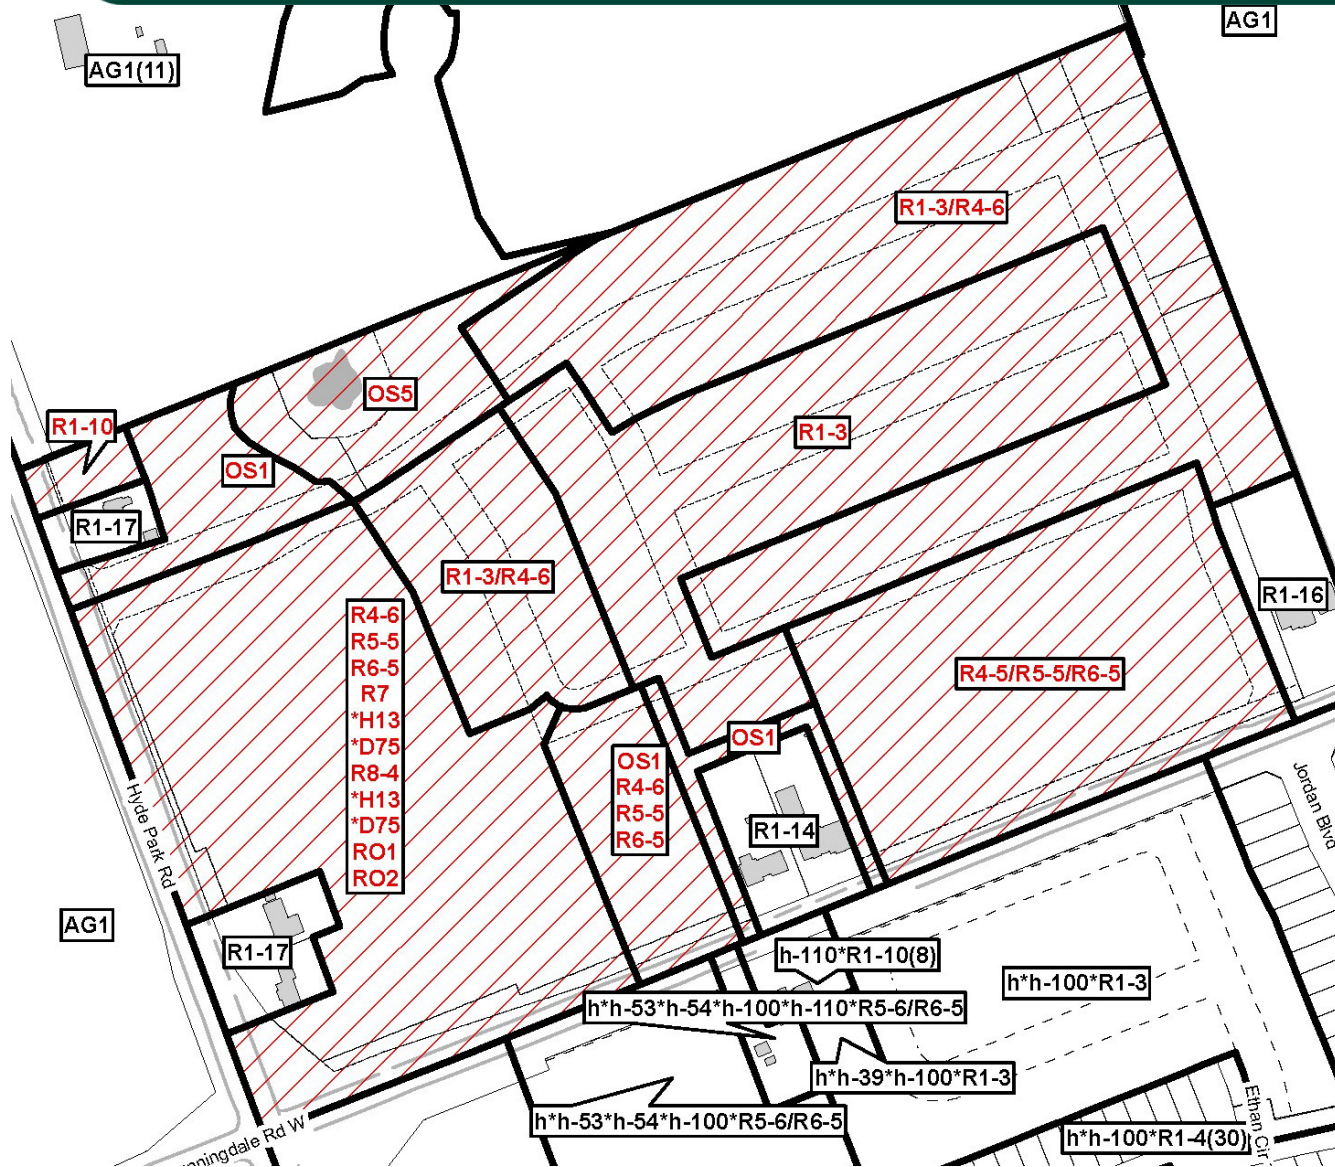 AG1
AG1(11)
R1-3/R4-6
OS5
R1-10
R1-3
OS1
R1-17
R1-3/R4-6
R1-16
R4-6
R5-5
R6-5
R7
*H13
*D75
R8-4
*H13
*D75
RO1
RO2
R4-5/R5-5/R6-5
OS1
OS1
R4-6
R5-5
R6-5
Hyde Park Rd
Jordan Blvd
R1-14
AG1
R1-17
h-110*R1-10(8)
h*h-100*R1-3
h*h-53*h-54*h-100*h-110*R5-6/R6-5
h*h-39*h-100*R1-3
h*h-53*h-54*h-100*R5-6/R6-5
Ethan Cir
h*h-100*R1-4(30)
Rd W